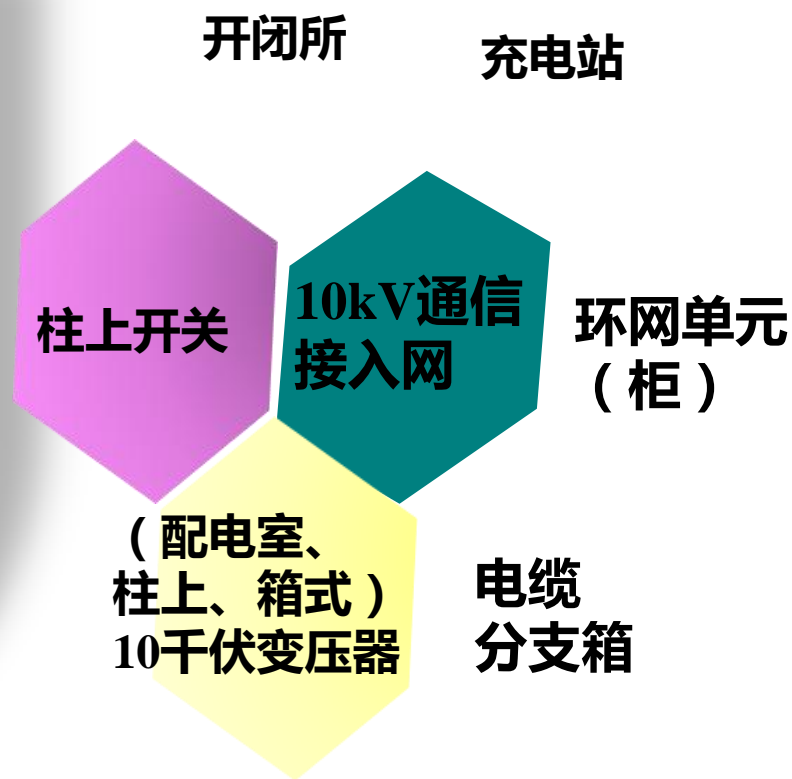 开闭所
充电站
柱上开关
10kV通信
接入网
环网单元
（柜）
（配电室、
柱上、箱式）
10千伏变压器
电缆
分支箱